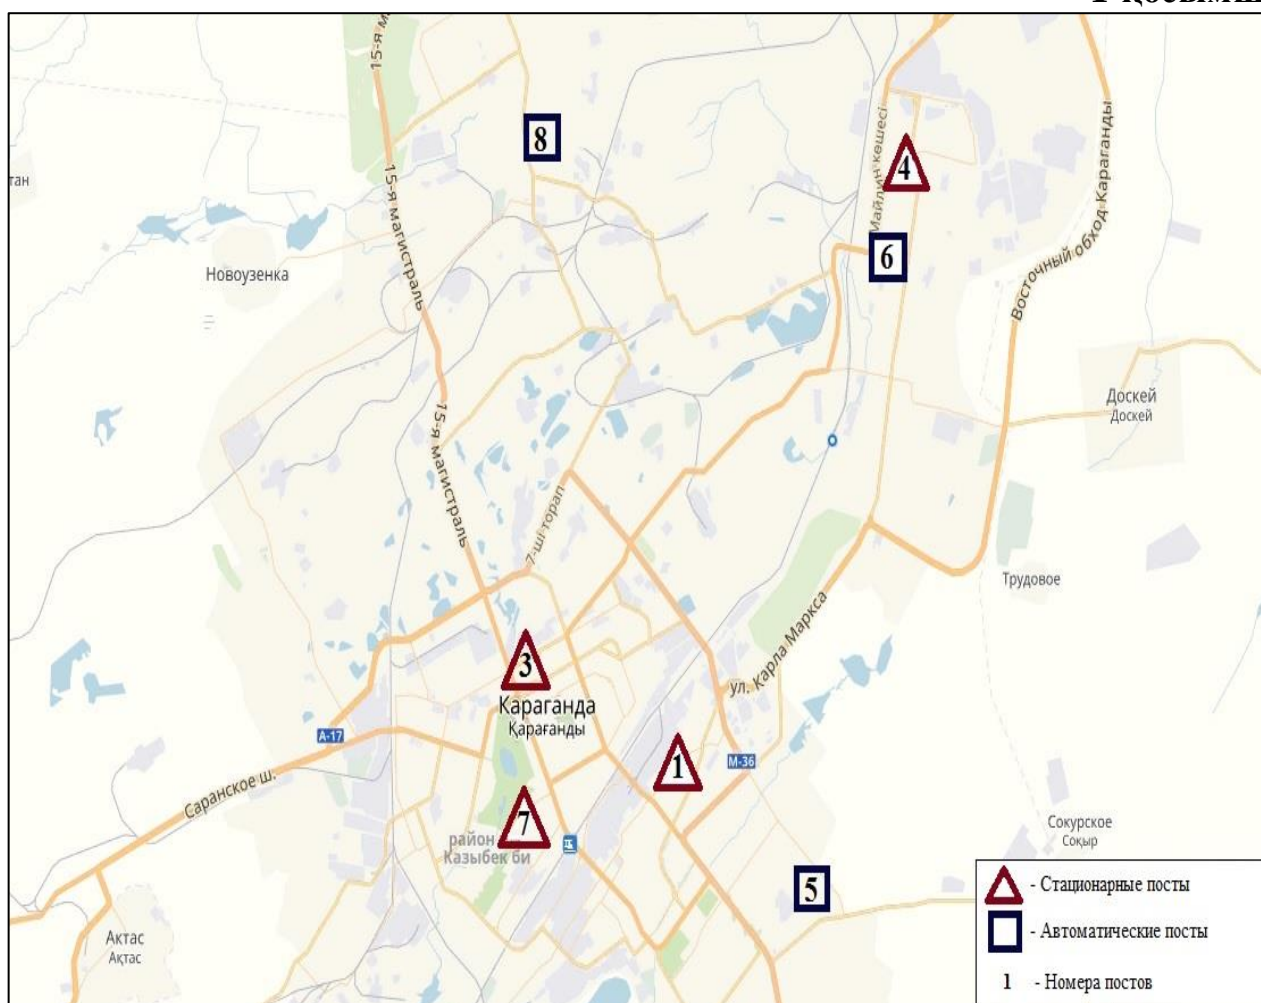 15-я м
8
4
тан
15-я магистраль
Майлин көшесі
Восточный обход Караганды
6
Новоузенка
Доскей
Доскей
15-я магистраль
7-ші торап
Трудовое
ул. Карла Маркса
3
Караганда
Қарағанды
А-17
1
М-36
Саранское ш.
7
район
Казыбек би
Сокурское
Соқыр
5
Актас
Ақтас
- Стационарные посты
- Автоматические посты
1 - Номера постов